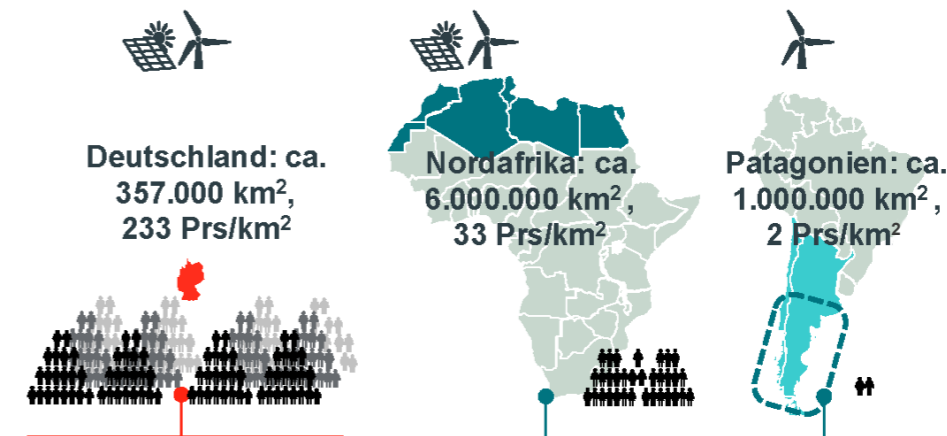 Deutschland: ca.
357.000 km²,
233 Prs/km²
Nordafrika: ca.
6.000.000 km²,
33 Prs/km²
Patagonien: ca.
1.000.000 km²,
2 Prs/km²